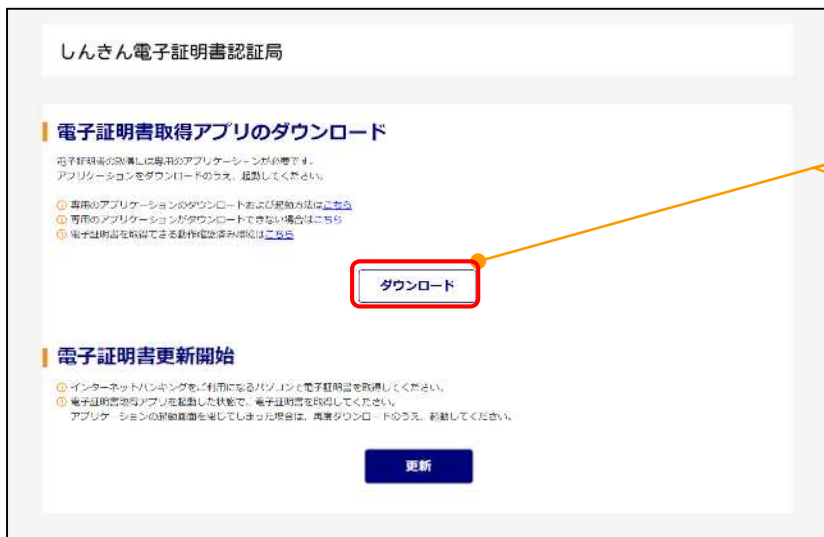 しんきん電子証明書認証局
電子証明書取得アプリのダウンロード
電子証明書の取得には専用のアプリケーションが必要です。
アプリケーションをダウンロードのうえ、起動してください。
専用のアプリケーションのダウンロードおよび起動方法はこちら
専用のアプリケーションがダウンロードできない場合はこちら
電子証明書を取得できる動作確認済み環境はこちら
ダウンロード
電子証明書更新開始
インターネットバンキングをご利用になるパソコンで電子証明書を取得してください。
電子証明書取得アプリを起動した状態で、電子証明書を取得してください。
アプリケーションの起動画面を閉じてしまった場合は、再度ダウンロードのうえ、起動してください。
更新